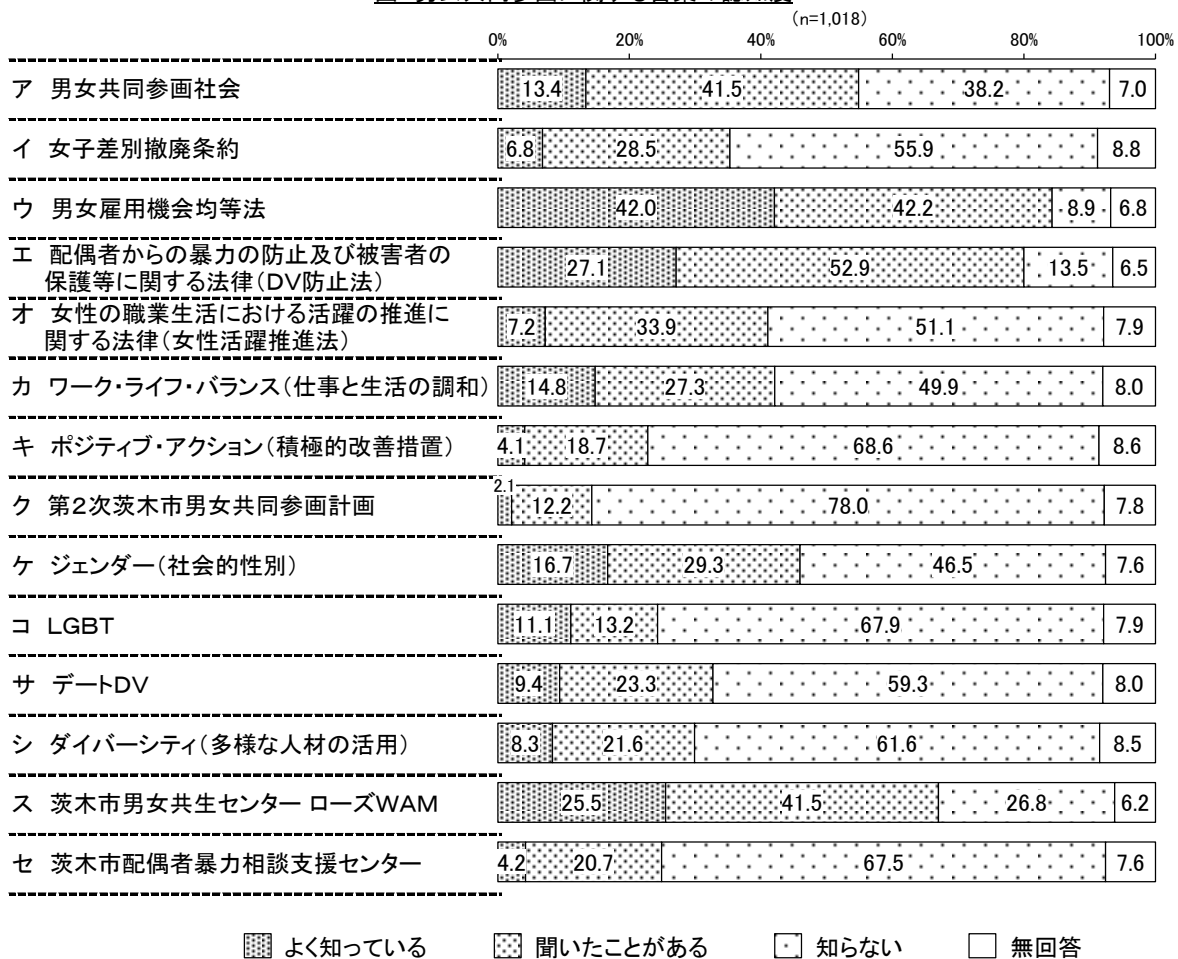 (n=1,018)
0% 20% 40% 60% 80% 100%
ア 男女共同参画社会 13.4 41.5 38.2 7.0
イ 女子差別撤廃条約 6.8 28.5 55.9 8.8
ウ 男女雇用機会均等法 42.0 42.2 8.9 6.8
エ 配偶者からの暴力の防止及び被害者の
保護等に関する法律(DV防止法) 27.1 52.9 13.5 6.5
オ 女性の職業生活における活躍の推進に
関する法律(女性活躍推進法) 7.2 33.9 51.1 7.9
カ ワーク・ライフ・バランス(仕事と生活の調和) 14.8 27.3 49.9 8.0
キ ポジティブ・アクション(積極的改善措置) 4.1 18.7 68.6 8.6
ク 第2次茨木市男女共同参画計画 2.1 12.2 78.0 7.8
ケ ジェンダー(社会的性別) 16.7 29.3 46.5 7.6
コ LGBT 11.1 13.2 67.9 7.9
サ デートDV 9.4 23.3 59.3 8.0
シ ダイバーシティ(多様な人材の活用) 8.3 21.6 61.6 8.5
ス 茨木市男女共生センター ローズWAM 25.5 41.5 26.8 6.2
セ 茨木市配偶者暴力相談支援センター 4.2 20.7 67.5 7.6
よく知っている 聞いたことがある 知らない 無回答